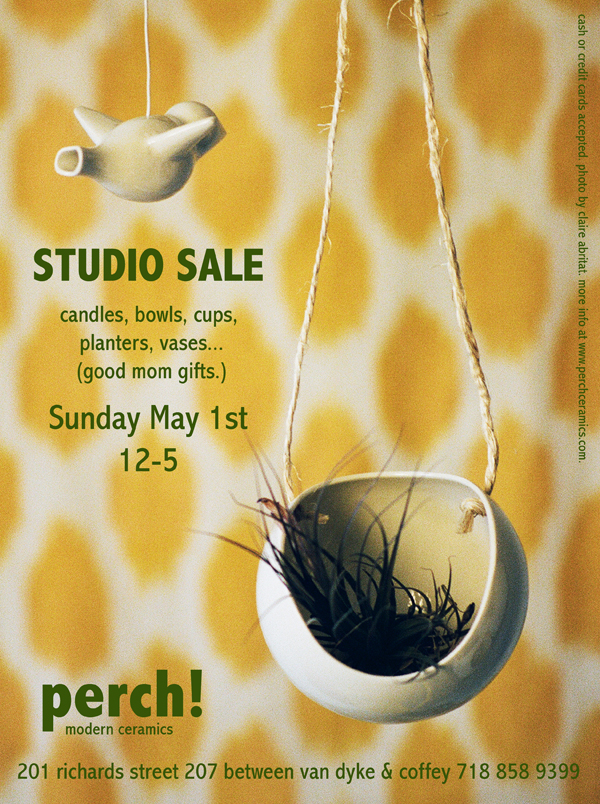 STUDIO SALE
candles, bowls, cups,
planters, vases...
(good mom gifts.)
Sunday May 1st
12-5
perch!
modern ceramics
201 richards street 207 between van dyke & coffey 718 858 9399
cash or credit cards accepted. photo by claire abritat. more info at www.perchceramics.com.